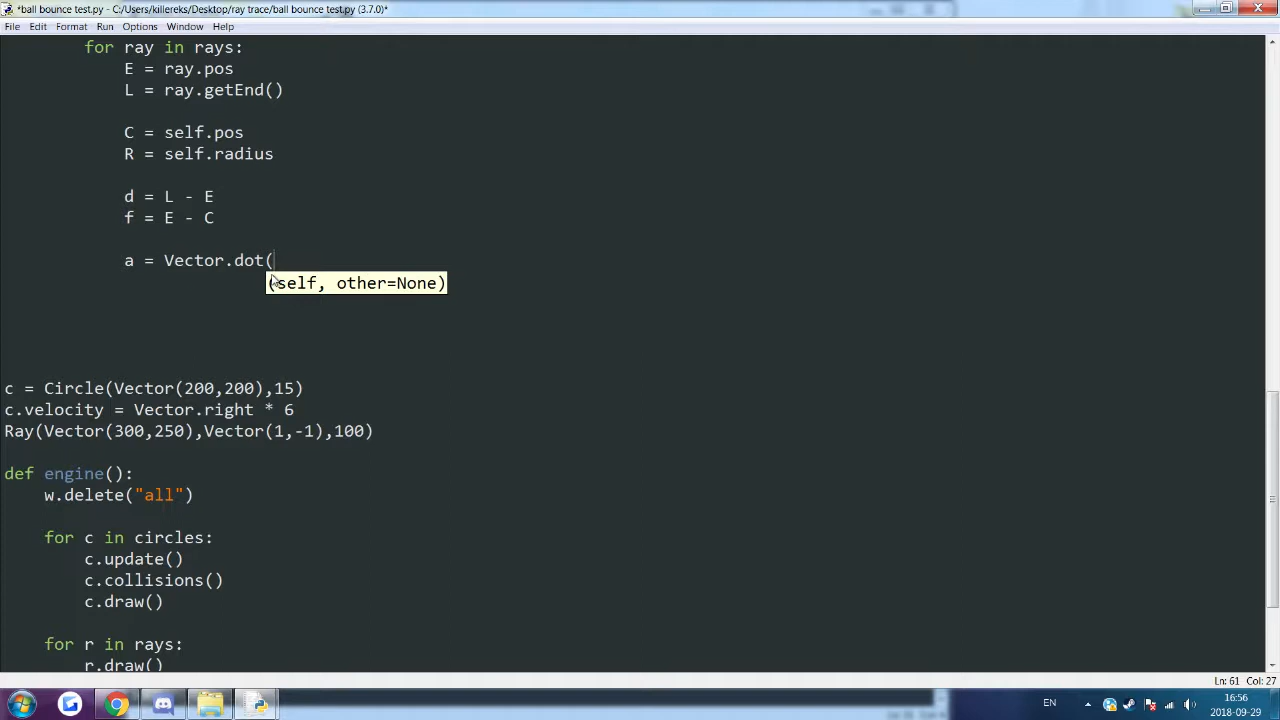 *ball bounce test.py - C:/Users/killereks/Desktop/ray trace/ball bounce test.py (3.7.0)*
File Edit Format Run Options Window Help
for ray in rays:
E = ray.pos
L = ray.getEnd()
C = self.pos
R = self.radius
d = L - E
f = E - C
a = Vector.dot(
(self, other=None)
c = Circle(Vector(200,200),15)
c.velocity = Vector.right * 6
Ray(Vector(300,250),Vector(1,-1),100)
def engine():
w.delete("all")
for c in circles:
c.update()
c.collisions()
c.draw()
for r in rays:
r.draw()
Ln: 61 Col: 27
EN
16:56
2018-09-29